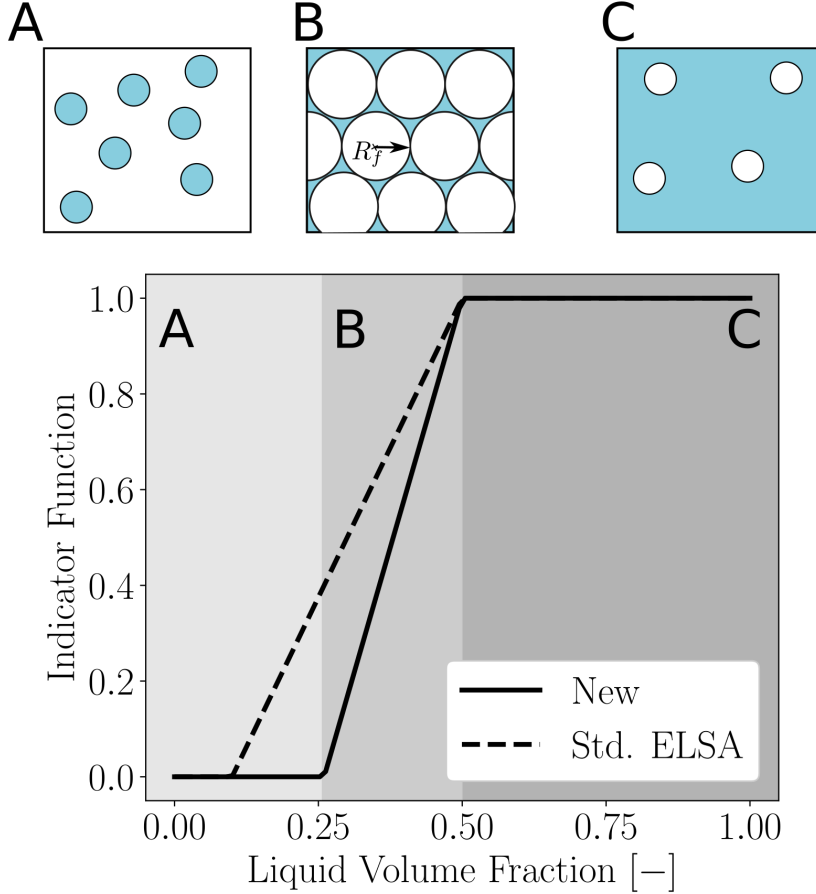 A B C
R_f
1.0
0.8
0.6
0.4
0.2
0.0
Indicator Function
A B C
New
Std. ELSA
0.00 0.25 0.50 0.75 1.00
Liquid Volume Fraction [−]